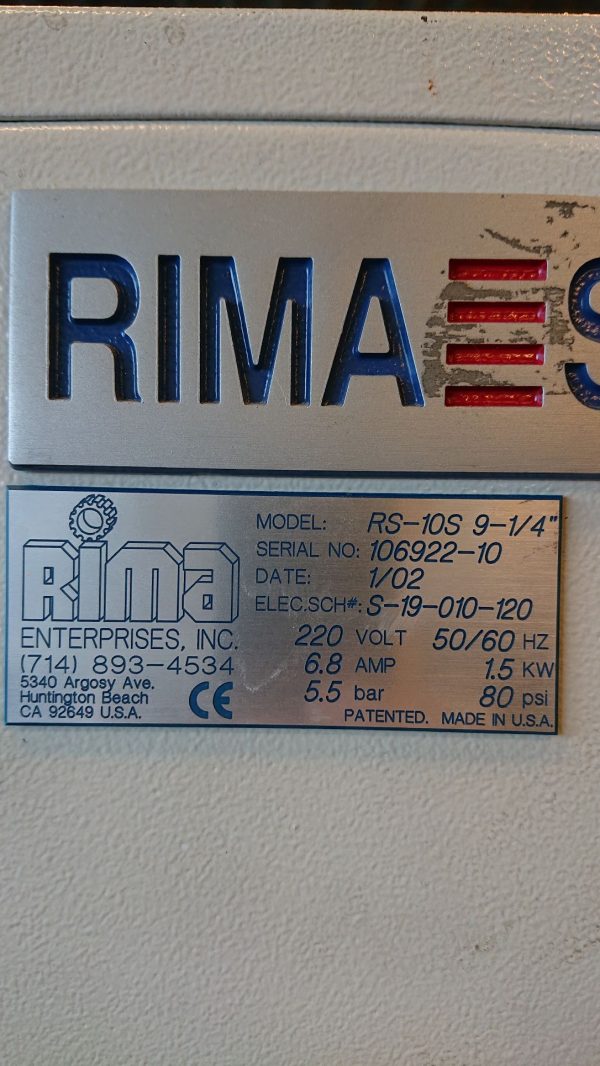 RIMA S
MODEL: RS-10S 9-1/4"
SERIAL NO: 106922-10
DATE: 1/02
ELEC.SCH#: S-19-010-120
Rima
ENTERPRISES, INC.
(714) 893-4534
5340 Argosy Ave.
Huntington Beach
CA 92649 U.S.A.
CE
220 VOLT 50/60 HZ
6.8 AMP 1.5 KW
5.5 bar 80 psi
PATENTED. MADE IN U.S.A.